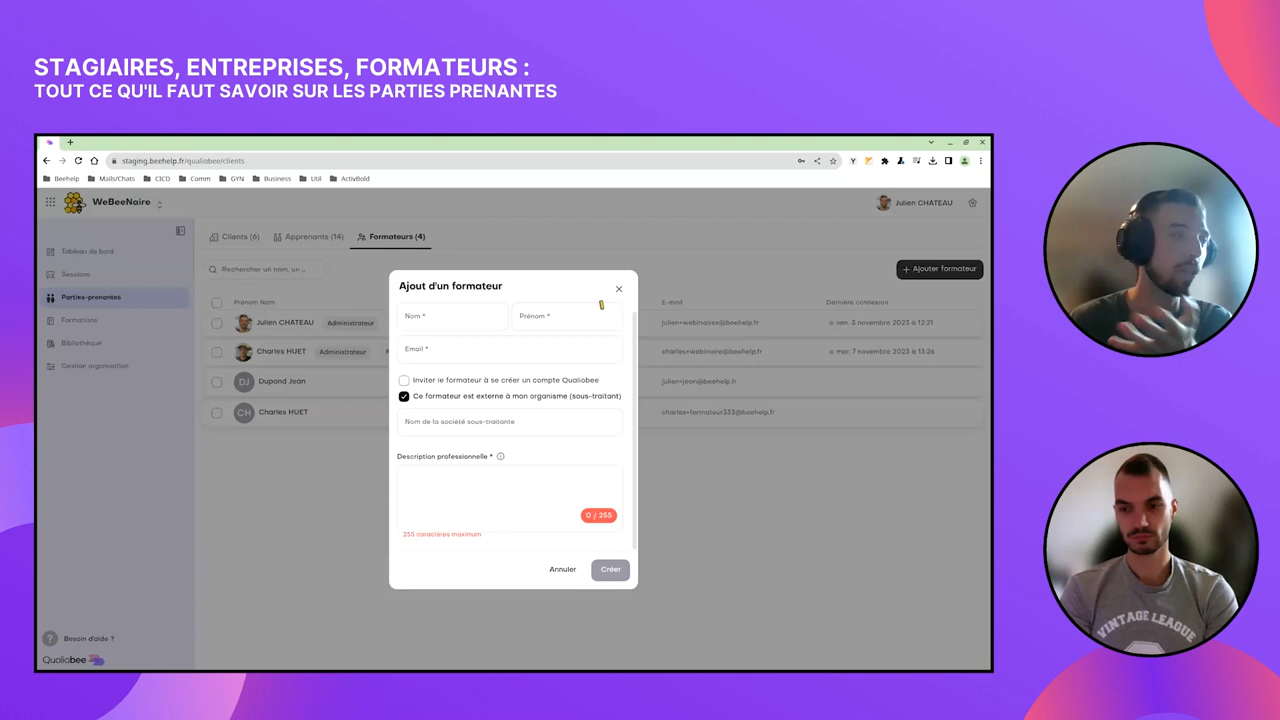 STAGIAIRES, ENTREPRISES, FORMATEURS :
TOUT CE QU'IL FAUT SAVOIR SUR LES PARTIES PRENANTES
staging.beehelp.fr/qualiobee/clients
Beehelp Mails/Chats CICD Comm GYN Business Util ActivBold
WeBeeNaire
Julien CHATEAU
Tableau de bord
Sessions
Parties-prenantes
Formations
Bibliothèque
Gestion organisation
Besoin d'aide ?
Qualiobee
Clients (6) Apprenants (14) Formateurs (4)
Rechercher un nom, un ...
+ Ajouter formateur
Prénom Nom E-mail Dernière connexion
Julien CHATEAU Administrateur julien+webinairex@beehelp.fr ven. 3 novembre 2023 à 12:21
Charles HUET Administrateur F charles+webinaire@beehelp.fr mar. 7 novembre 2023 à 13:26
DJ Dupond Jean julien+jean@beehelp.fr
CH Charles HUET charles+formateur333@beehelp.fr
Ajout d'un formateur
Nom * Prénom *
Email *
Inviter le formateur à se créer un compte Qualiobee
Ce formateur est externe à mon organisme (sous-traitant)
Nom de la société sous-traitante
Description professionnelle *
0 / 255
255 caractères maximum
Annuler Créer
VINTAGE LEAGUE